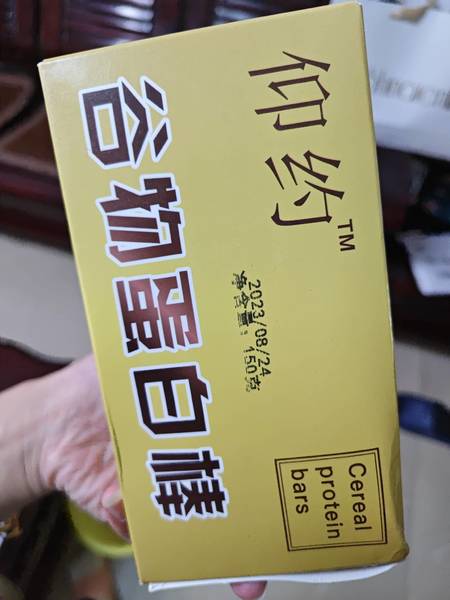 仰约™
谷物蛋白棒
2023/08/24
净含量：150克
Cereal
protein
bars